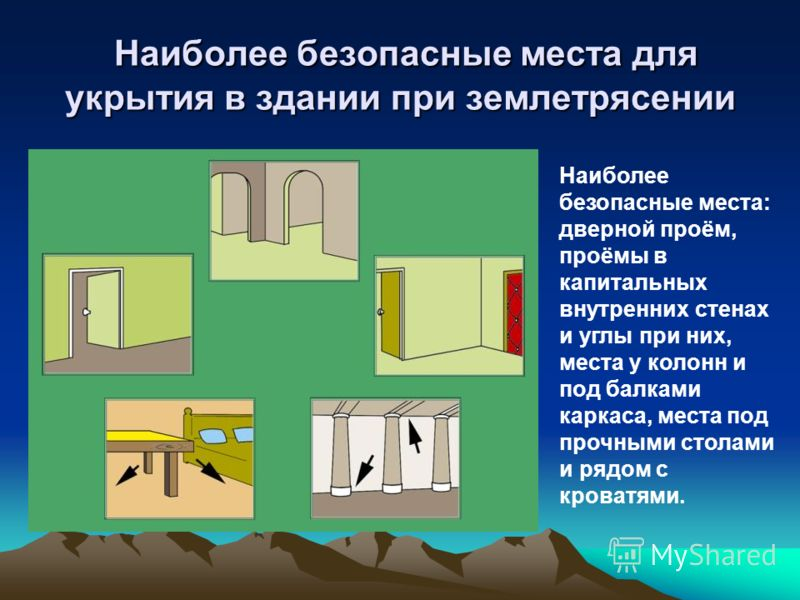 Наиболее безопасные места для
укрытия в здании при землетрясении
Наиболее
безопасные места:
дверной проём,
проёмы в
капитальных
внутренних стенах
и углы при них,
места у колонн и
под балками
каркаса, места под
прочными столами
и рядом с
кроватями.
MyShared